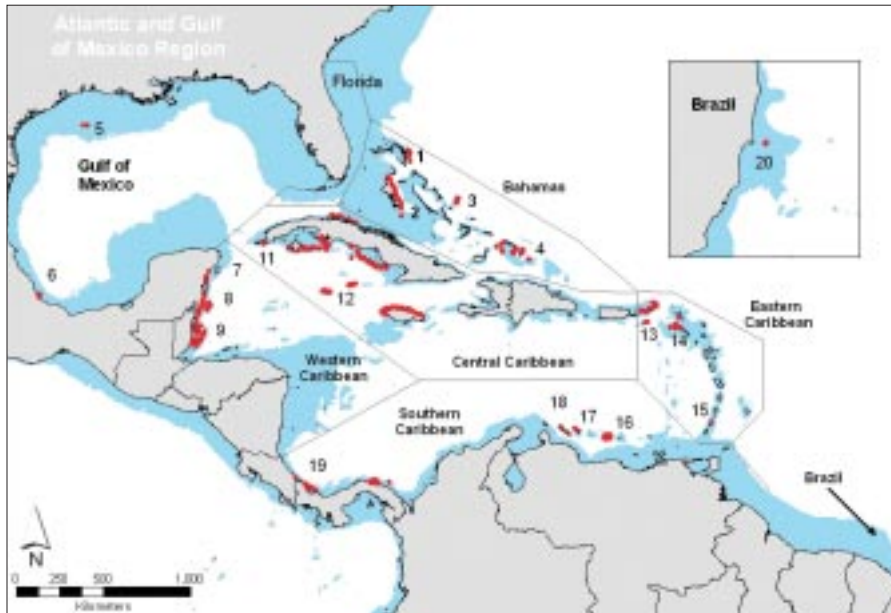 Atlantic and Gulf
of Mexico Region
Florida
Brazil
5
1
20
Gulf of
Mexico
Bahamas
3
2
4
6
7
11
8
12
9
Eastern
Caribbean
13
14
Western
Caribbean
Central Caribbean
Southern
Caribbean
18
17
16
15
19
Brazil
N
0
250
500
1,000
Kilometers